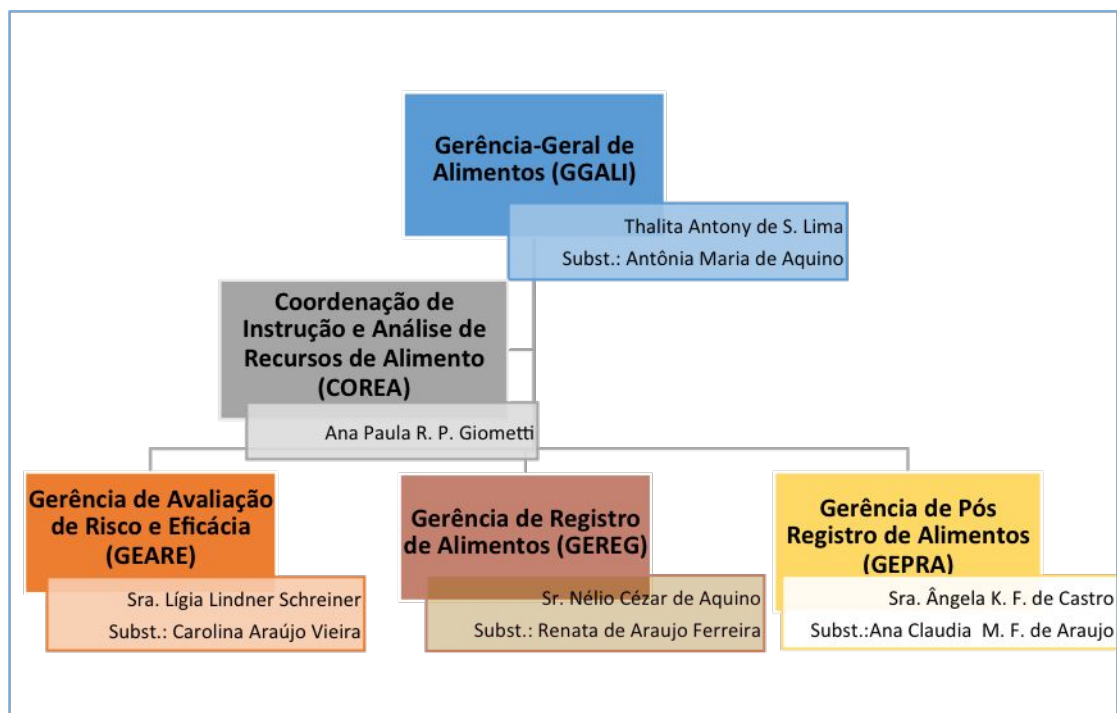 Gerência-Geral de
Alimentos (GGALI)
Thalita Antony de S. Lima
Subst.: Antônia Maria de Aquino
Coordenação de
Instrução e Análise de
Recursos de Alimento
(COREA)
Ana Paula R. P. Giometti
Gerência de Avaliação
de Risco e Eficácia
(GEARE)
Sra. Lígia Lindner Schreiner
Subst.: Carolina Araújo Vieira
Gerência de Registro
de Alimentos (GEREG)
Sr. Nélio Cézar de Aquino
Subst.: Renata de Araujo Ferreira
Gerência de Pós
Registro de Alimentos
(GEPRA)
Sra. Ângela K. F. de Castro
Subst.:Ana Claudia  M. F. de Araujo